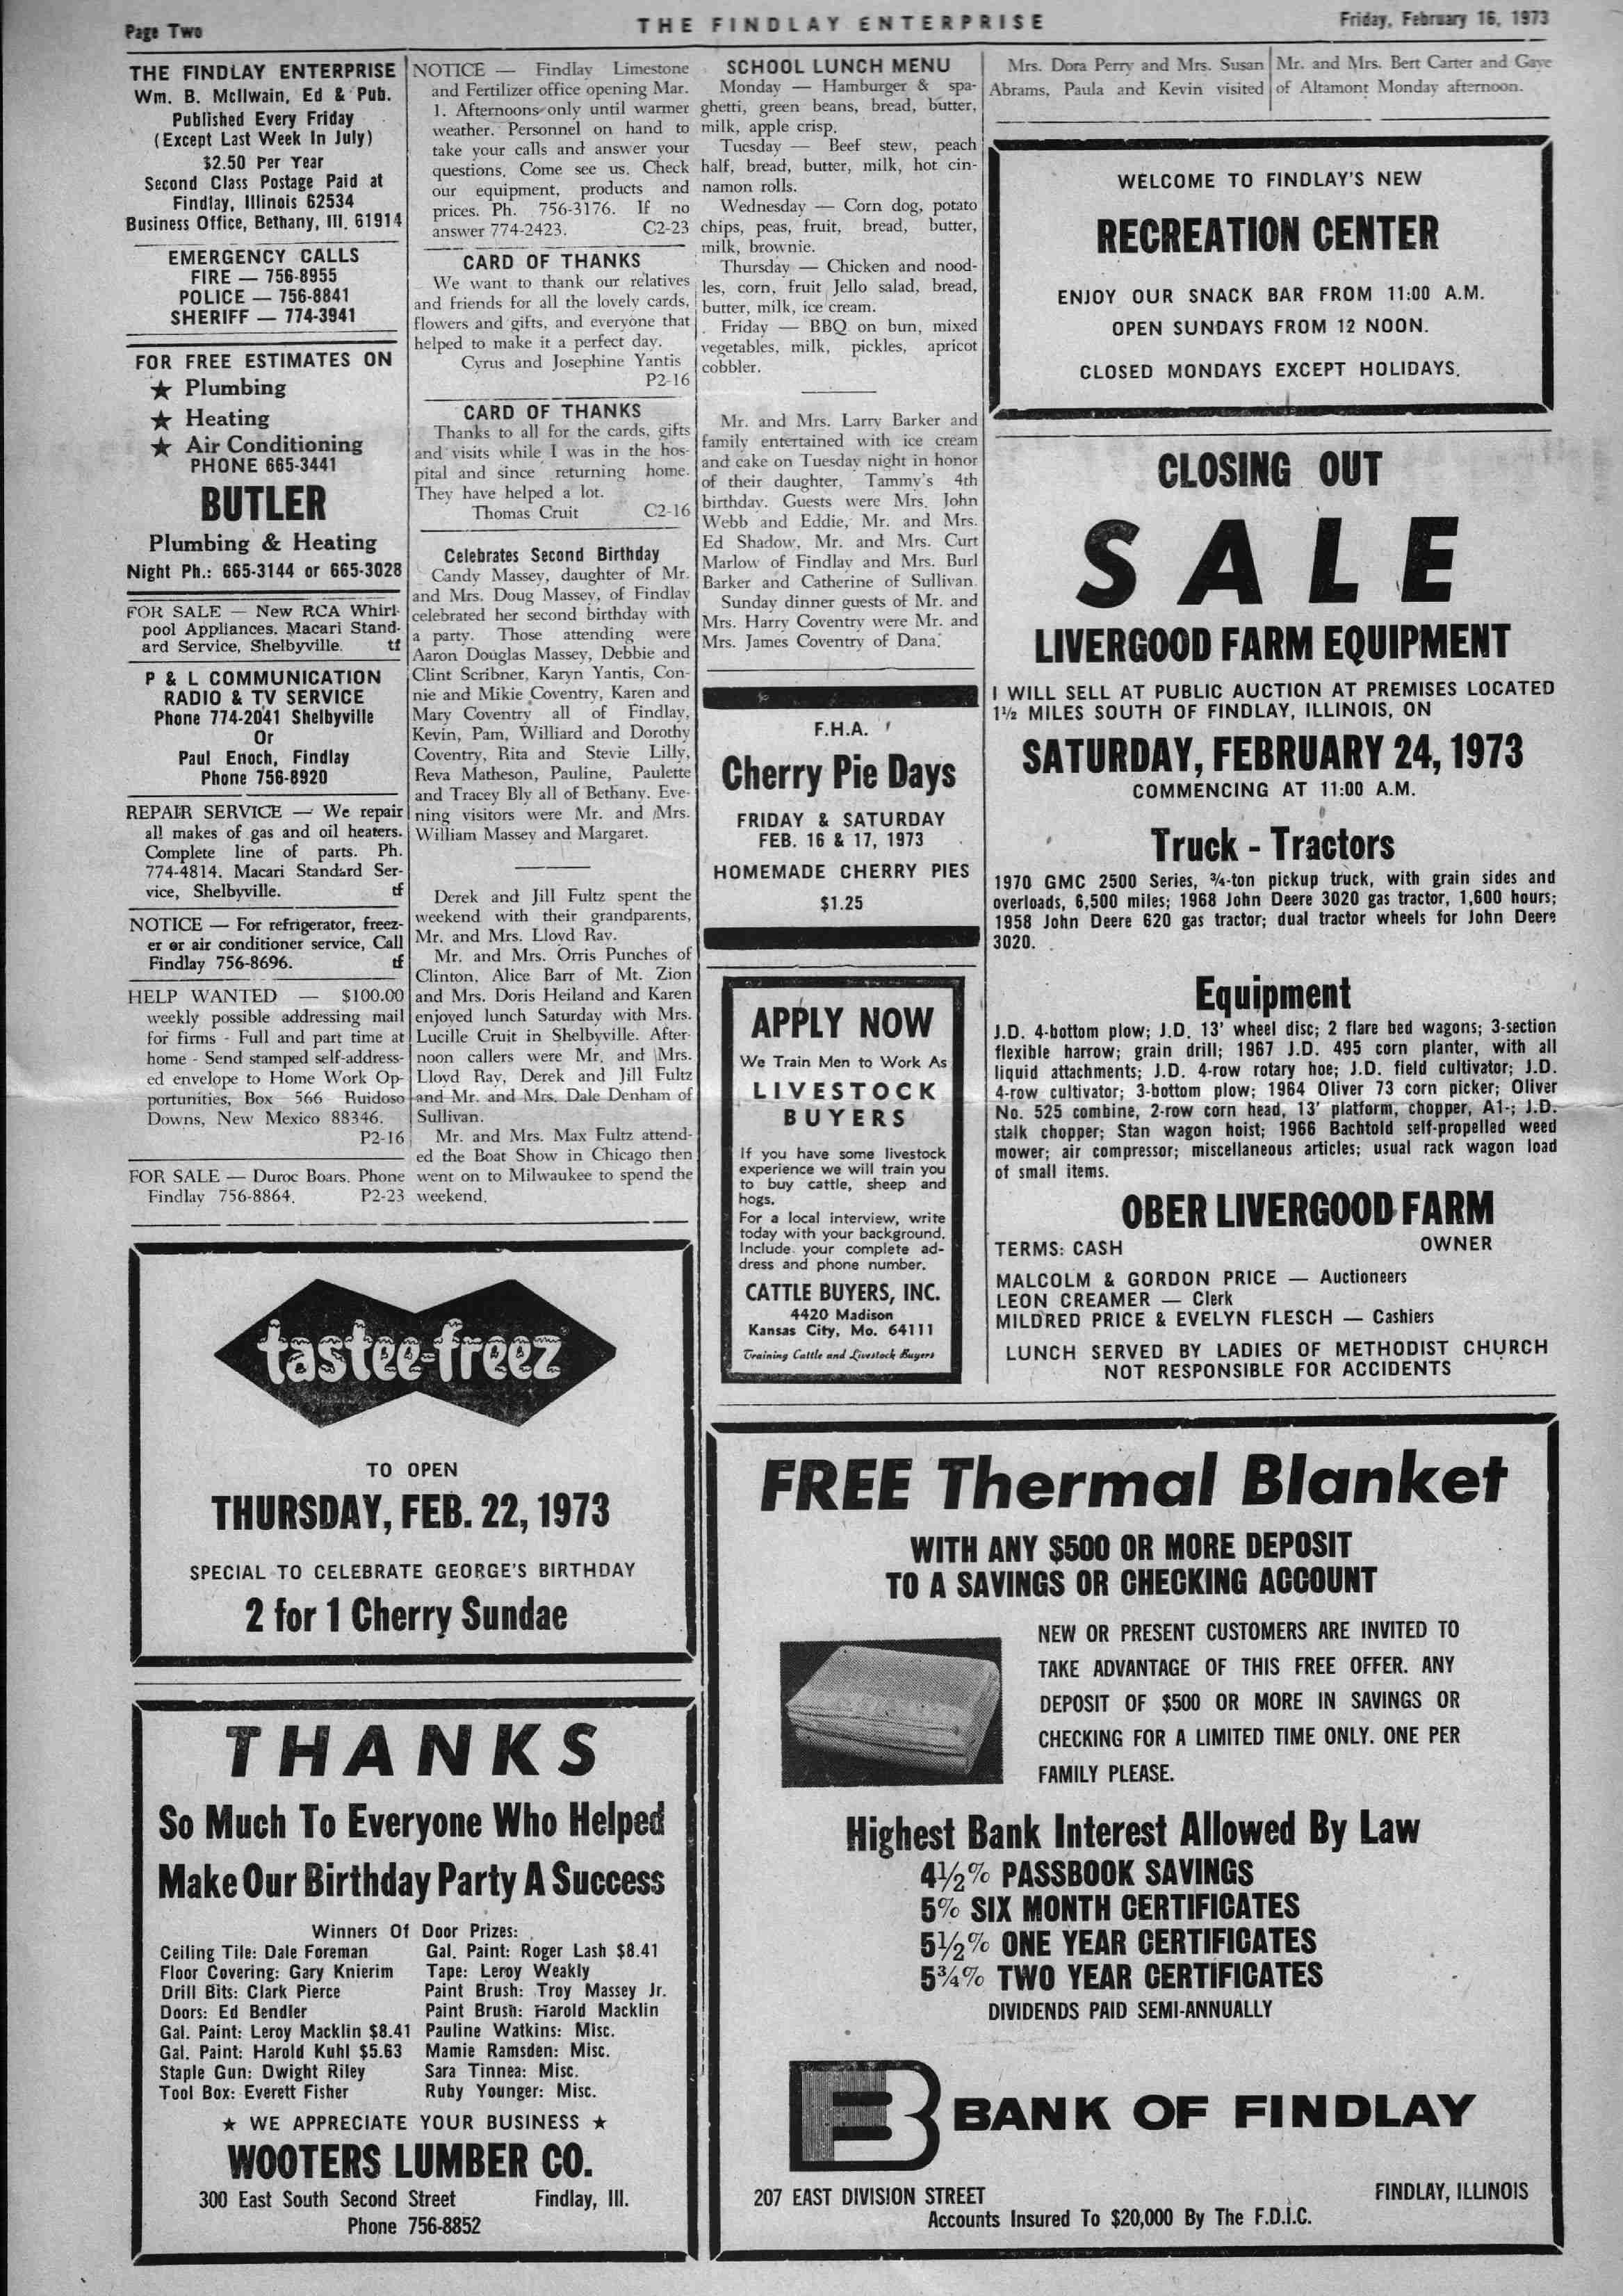 Page Two
THE FINDLAY ENTERPRISE
Friday, February 16, 1973
THE FINDLAY ENTERPRISE
Wm. B. McIlwain, Ed & Pub.
Published Every Friday
(Except Last Week In July)
$2.50 Per Year
Second Class Postage Paid at
Findlay, Illinois 62534
Business Office, Bethany, Ill. 61914
EMERGENCY CALLS
FIRE — 756-8955
POLICE — 756-8841
SHERIFF — 774-3941
FOR FREE ESTIMATES ON
★ Plumbing
★ Heating
★ Air Conditioning
PHONE 665-3441
BUTLER
Plumbing & Heating
Night Ph.: 665-3144 or 665-3028
FOR SALE — New RCA Whirl-
pool Appliances. Macari Stand-
ard Service, Shelbyville. tf
P & L COMMUNICATION
RADIO & TV SERVICE
Phone 774-2041 Shelbyville
Or
Paul Enoch, Findlay
Phone 756-8920
REPAIR SERVICE — We repair
all makes of gas and oil heaters.
Complete line of parts. Ph.
774-4814. Macari Standard Ser-
vice, Shelbyville. tf
NOTICE — For refrigerator, freez-
er or air conditioner service, Call
Findlay 756-8696. tf
HELP WANTED — $100.00
weekly possible addressing mail
for firms - Full and part time at
home - Send stamped self-address-
ed envelope to Home Work Op-
portunities, Box 566 Ruidoso
Downs, New Mexico 88346.
P2-16
FOR SALE — Duroc Boars. Phone
Findlay 756-8864. P2-23
NOTICE — Findlay Limestone
and Fertilizer office opening Mar.
1. Afternoons only until warmer
weather. Personnel on hand to
take your calls and answer your
questions. Come see us. Check
our equipment, products and
prices. Ph. 756-3176. If no
answer 774-2423. C2-23
CARD OF THANKS
We want to thank our relatives
and friends for all the lovely cards,
flowers and gifts, and everyone that
helped to make it a perfect day.
Cyrus and Josephine Yantis
P2-16
CARD OF THANKS
Thanks to all for the cards, gifts
and visits while I was in the hos-
pital and since returning home.
They have helped a lot.
Thomas Cruit C2-16
Celebrates Second Birthday
Candy Massey, daughter of Mr.
and Mrs. Doug Massey, of Findlay
celebrated her second birthday with
a party. Those attending were
Aaron Douglas Massey, Debbie and
Clint Scribner, Karyn Yantis, Con-
nie and Mikie Coventry, Karen and
Mary Coventry all of Findlay,
Kevin, Pam, Williard and Dorothy
Coventry, Rita and Stevie Lilly,
Reva Matheson, Pauline, Paulette
and Tracey Bly all of Bethany. Eve-
ning visitors were Mr. and Mrs.
William Massey and Margaret.
Derek and Jill Fultz spent the
weekend with their grandparents,
Mr. and Mrs. Lloyd Ray.
Mr. and Mrs. Orris Punches of
Clinton, Alice Barr of Mt. Zion
and Mrs. Doris Heiland and Karen
enjoyed lunch Saturday with Mrs.
Lucille Cruit in Shelbyville. After-
noon callers were Mr. and Mrs.
Lloyd Ray, Derek and Jill Fultz
and Mr. and Mrs. Dale Denham of
Sullivan.
Mr. and Mrs. Max Fultz attend-
ed the Boat Show in Chicago then
went on to Milwaukee to spend the
weekend.
SCHOOL LUNCH MENU
Monday — Hamburger & spa-
ghetti, green beans, bread, butter,
milk, apple crisp.
Tuesday — Beef stew, peach
half, bread, butter, milk, hot cin-
namon rolls.
Wednesday — Corn dog, potato
chips, peas, fruit, bread, butter,
milk, brownie.
Thursday — Chicken and nood-
les, corn, fruit Jello salad, bread,
butter, milk, ice cream.
Friday — BBQ on bun, mixed
vegetables, milk, pickles, apricot
cobbler.
Mr. and Mrs. Larry Barker and
family entertained with ice cream
and cake on Tuesday night in honor
of their daughter, Tammy's 4th
birthday. Guests were Mrs. John
Webb and Eddie, Mr. and Mrs.
Ed Shadow, Mr. and Mrs. Curt
Marlow of Findlay and Mrs. Burl
Barker and Catherine of Sullivan.
Sunday dinner guests of Mr. and
Mrs. Harry Coventry were Mr. and
Mrs. James Coventry of Dana.
F.H.A.
Cherry Pie Days
FRIDAY & SATURDAY
FEB. 16 & 17, 1973
HOMEMADE CHERRY PIES
$1.25
APPLY NOW
We Train Men to Work As
LIVESTOCK
BUYERS
If you have some livestock
experience we will train you
to buy cattle, sheep and
hogs.
For a local interview, write
today with your background.
Include your complete ad-
dress and phone number.
CATTLE BUYERS, INC.
4420 Madison
Kansas City, Mo. 64111
Training Cattle and Livestock Buyers
Mrs. Dora Perry and Mrs. Susan
Abrams, Paula and Kevin visited
Mr. and Mrs. Bert Carter and Gaye
of Altamont Monday afternoon.
WELCOME TO FINDLAY'S NEW
RECREATION CENTER
ENJOY OUR SNACK BAR FROM 11:00 A.M.
OPEN SUNDAYS FROM 12 NOON.
CLOSED MONDAYS EXCEPT HOLIDAYS.
CLOSING OUT
SALE
LIVERGOOD FARM EQUIPMENT
I WILL SELL AT PUBLIC AUCTION AT PREMISES LOCATED
1½ MILES SOUTH OF FINDLAY, ILLINOIS, ON
SATURDAY, FEBRUARY 24, 1973
COMMENCING AT 11:00 A.M.
Truck - Tractors
1970 GMC 2500 Series, ¾-ton pickup truck, with grain sides and
overloads, 6,500 miles; 1968 John Deere 3020 gas tractor, 1,600 hours;
1958 John Deere 620 gas tractor; dual tractor wheels for John Deere
3020.
Equipment
J.D. 4-bottom plow; J.D. 13' wheel disc; 2 flare bed wagons; 3-section
flexible harrow; grain drill; 1967 J.D. 495 corn planter, with all
liquid attachments; J.D. 4-row rotary hoe; J.D. field cultivator; J.D.
4-row cultivator; 3-bottom plow; 1964 Oliver 73 corn picker; Oliver
No. 525 combine, 2-row corn head, 13' platform, chopper, A1-; J.D.
stalk chopper; Stan wagon hoist; 1966 Bachtold self-propelled weed
mower; air compressor; miscellaneous articles; usual rack wagon load
of small items.
OBER LIVERGOOD FARM
TERMS: CASH OWNER
MALCOLM & GORDON PRICE — Auctioneers
LEON CREAMER — Clerk
MILDRED PRICE & EVELYN FLESCH — Cashiers
LUNCH SERVED BY LADIES OF METHODIST CHURCH
NOT RESPONSIBLE FOR ACCIDENTS
tastee-freez
TO OPEN
THURSDAY, FEB. 22, 1973
SPECIAL TO CELEBRATE GEORGE'S BIRTHDAY
2 for 1 Cherry Sundae
THANKS
So Much To Everyone Who Helped
Make Our Birthday Party A Success
Winners Of Door Prizes:
Ceiling Tile: Dale Foreman
Floor Covering: Gary Knierim
Drill Bits: Clark Pierce
Doors: Ed Bendler
Gal. Paint: Leroy Macklin $8.41
Gal. Paint: Harold Kuhl $5.63
Staple Gun: Dwight Riley
Tool Box: Everett Fisher
Gal. Paint: Roger Lash $8.41
Tape: Leroy Weakly
Paint Brush: Troy Massey Jr.
Paint Brush: Harold Macklin
Pauline Watkins: Misc.
Mamie Ramsden: Misc.
Sara Tinnea: Misc.
Ruby Younger: Misc.
★ WE APPRECIATE YOUR BUSINESS ★
WOOTERS LUMBER CO.
300 East South Second Street Findlay, Ill.
Phone 756-8852
FREE Thermal Blanket
WITH ANY $500 OR MORE DEPOSIT
TO A SAVINGS OR CHECKING ACCOUNT
NEW OR PRESENT CUSTOMERS ARE INVITED TO
TAKE ADVANTAGE OF THIS FREE OFFER. ANY
DEPOSIT OF $500 OR MORE IN SAVINGS OR
CHECKING FOR A LIMITED TIME ONLY. ONE PER
FAMILY PLEASE.
Highest Bank Interest Allowed By Law
4½% PASSBOOK SAVINGS
5% SIX MONTH CERTIFICATES
5½% ONE YEAR CERTIFICATES
5¾% TWO YEAR CERTIFICATES
DIVIDENDS PAID SEMI-ANNUALLY
BANK OF FINDLAY
207 EAST DIVISION STREET
FINDLAY, ILLINOIS
Accounts Insured To $20,000 By The F.D.I.C.